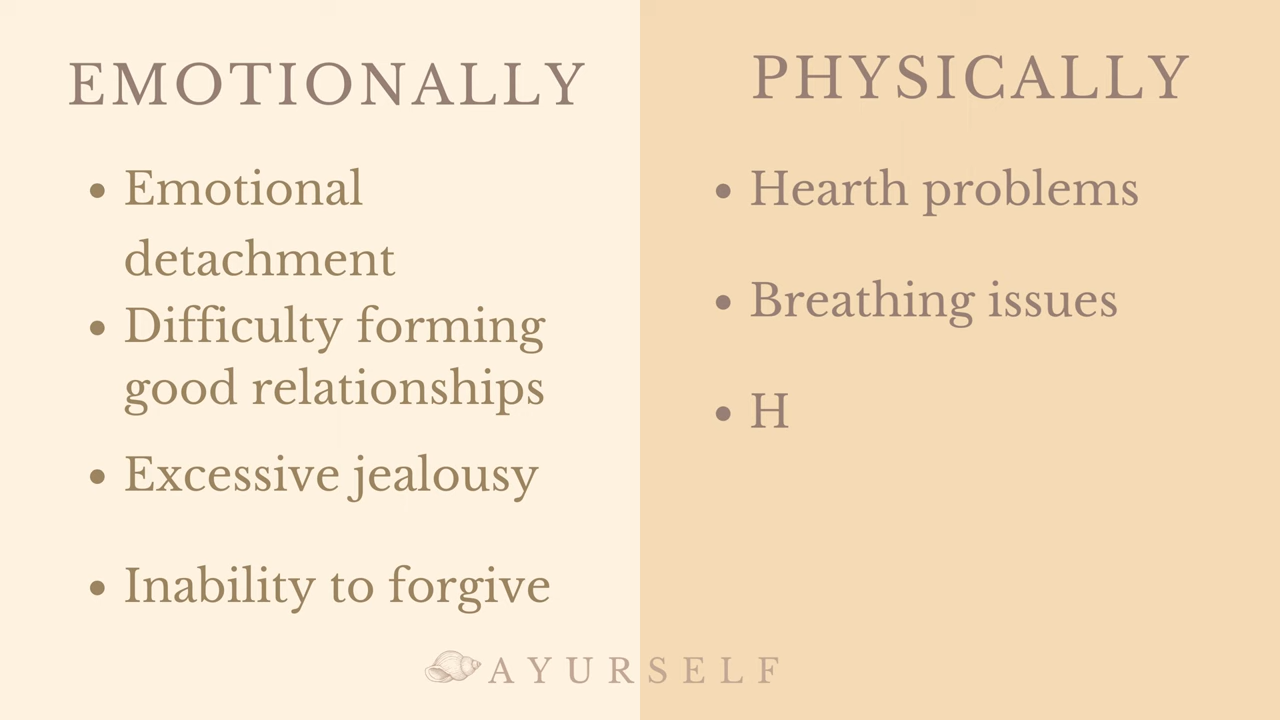 EMOTIONALLY
• Emotional
detachment
• Difficulty forming
good relationships
• Excessive jealousy
• Inability to forgive
PHYSICALLY
• Hearth problems
• Breathing issues
• H
AYURSELF